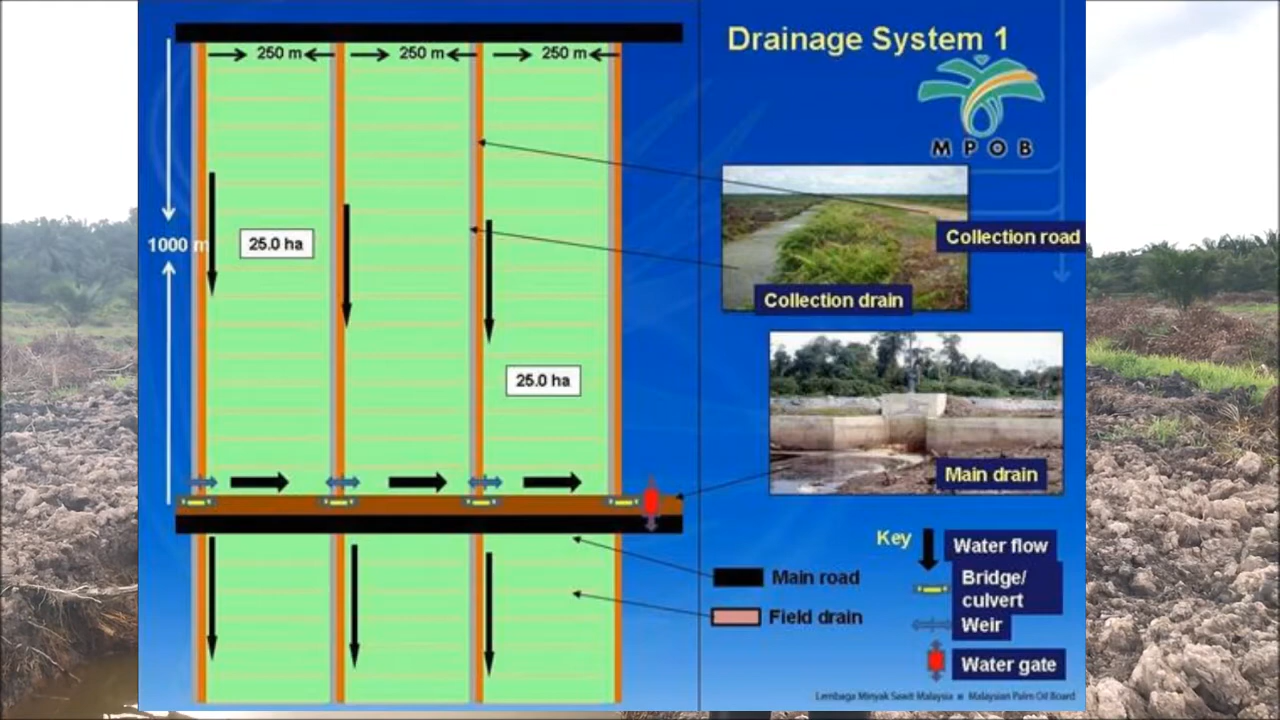 Drainage System 1
MPOB
250 m
250 m
250 m
1000 m
25.0 ha
25.0 ha
Collection road
Collection drain
Main drain
Key
Water flow
Bridge/
culvert
Weir
Water gate
Main road
Field drain
Lembaga Minyak Sawit Malaysia ■ Malaysian Palm Oil Board